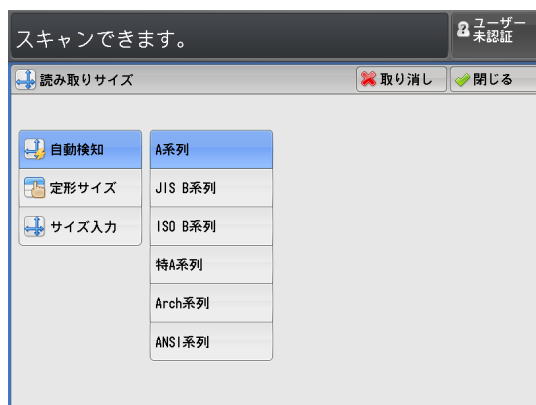 スキャンできます。
ユーザー
未認証
読み取りサイズ
取り消し
閉じる
自動検知
定形サイズ
サイズ入力
A系列
JIS B系列
ISO B系列
特A系列
Arch系列
ANSI系列